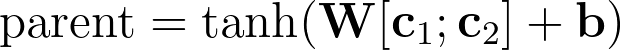 parent = tanh(W[c₁; c₂] + b)